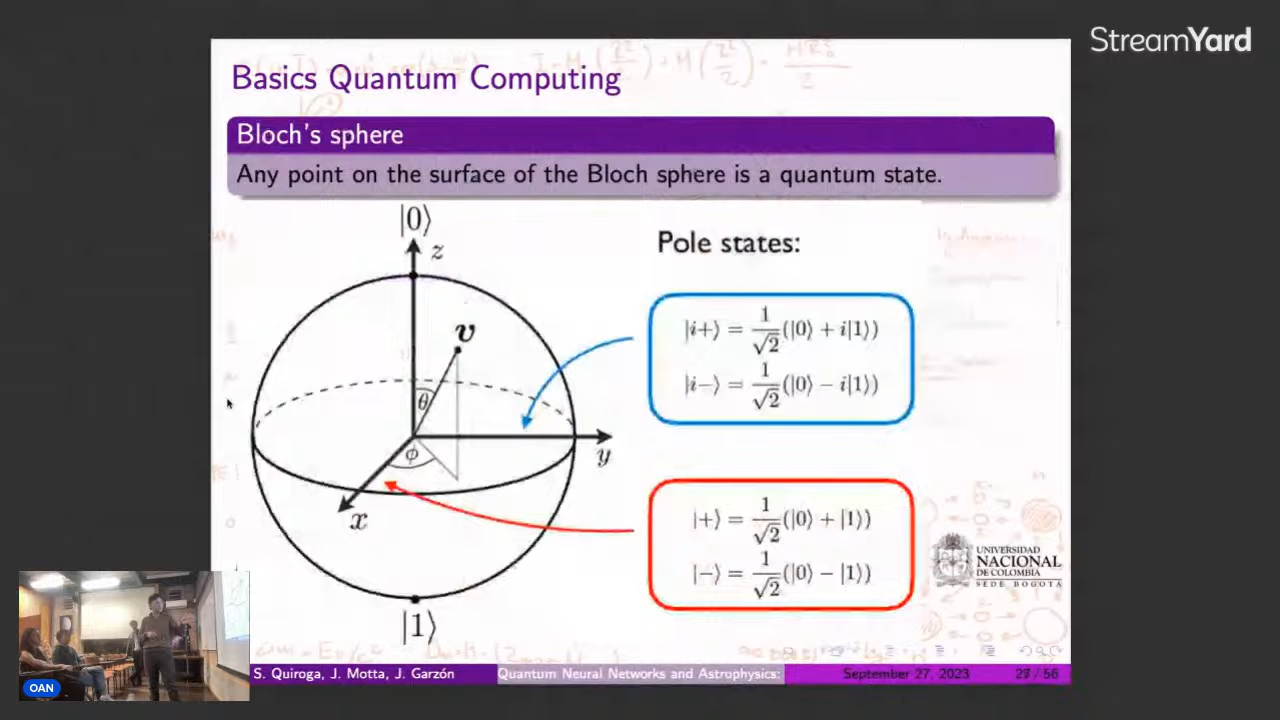 StreamYard
Basics Quantum Computing
Bloch's sphere
Any point on the surface of the Bloch sphere is a quantum state.
|0⟩
z
v
θ
ϕ
y
x
|1⟩
Pole states:
|i+⟩ = 1/√2 (|0⟩ + i|1⟩)
|i−⟩ = 1/√2 (|0⟩ − i|1⟩)
|+⟩ = 1/√2 (|0⟩ + |1⟩)
|−⟩ = 1/√2 (|0⟩ − |1⟩)
UNIVERSIDAD
NACIONAL
DE COLOMBIA
SEDE BOGOTÁ
OAN
S. Quiroga, J. Motta, J. Garzón
Quantum Neural Networks and Astrophysics:
September 27, 2023
/ 56